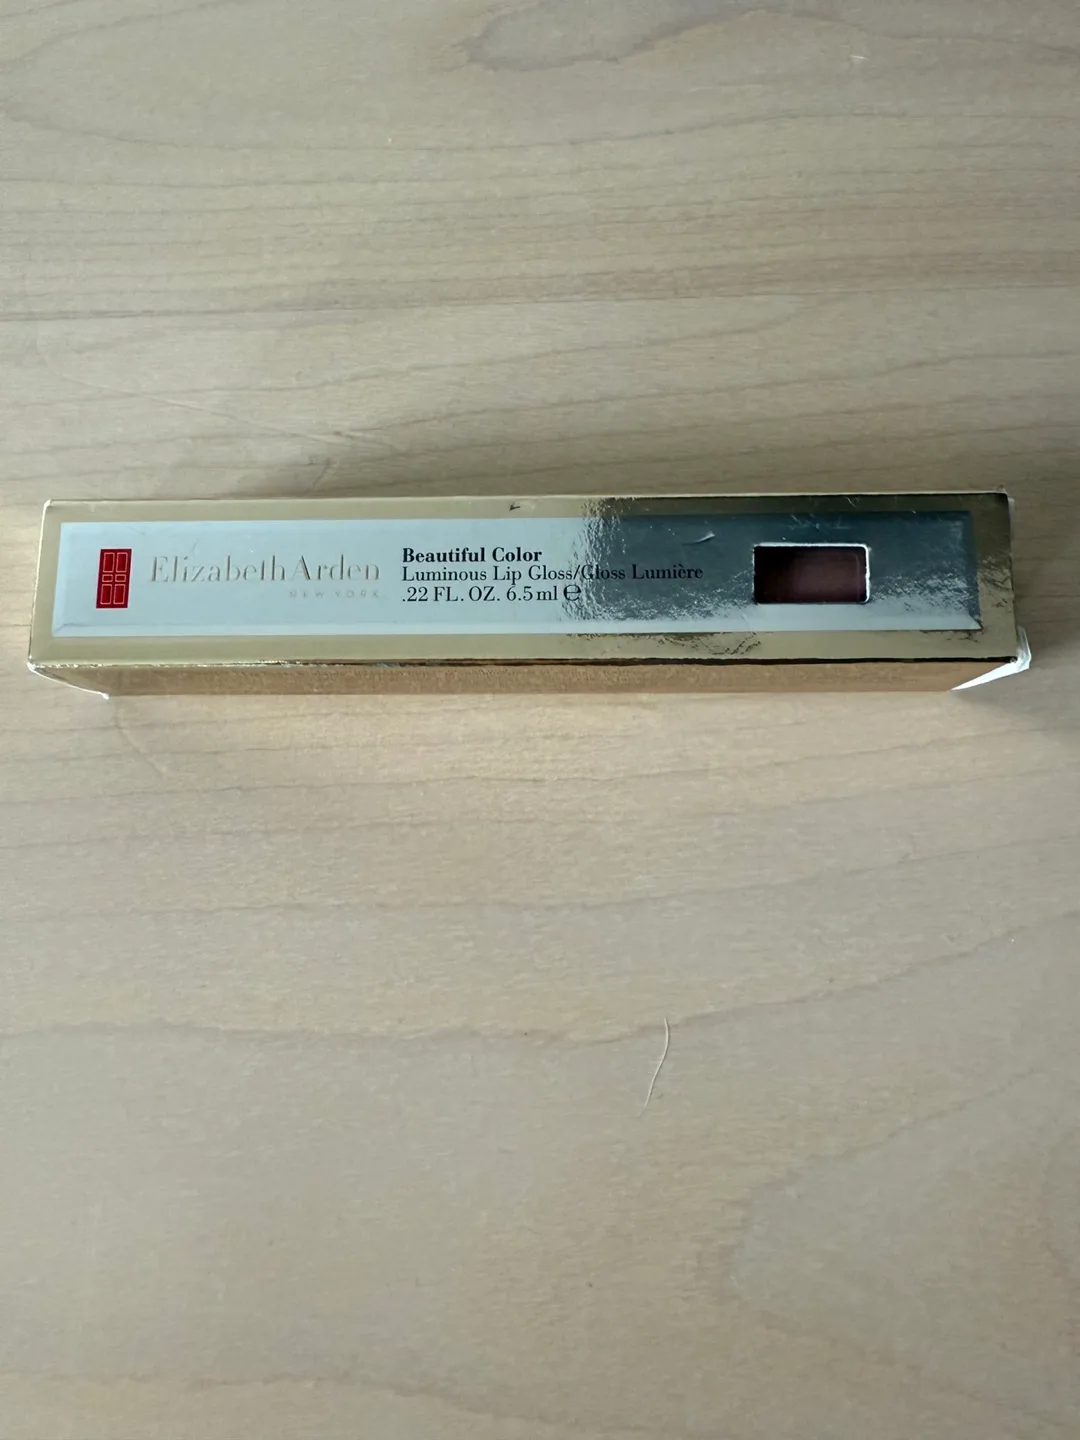 Elizabeth Arden
NEW YORK
Beautiful Color
Luminous Lip Gloss/Gloss Lumière
.22 FL. OZ. 6.5 ml ℮